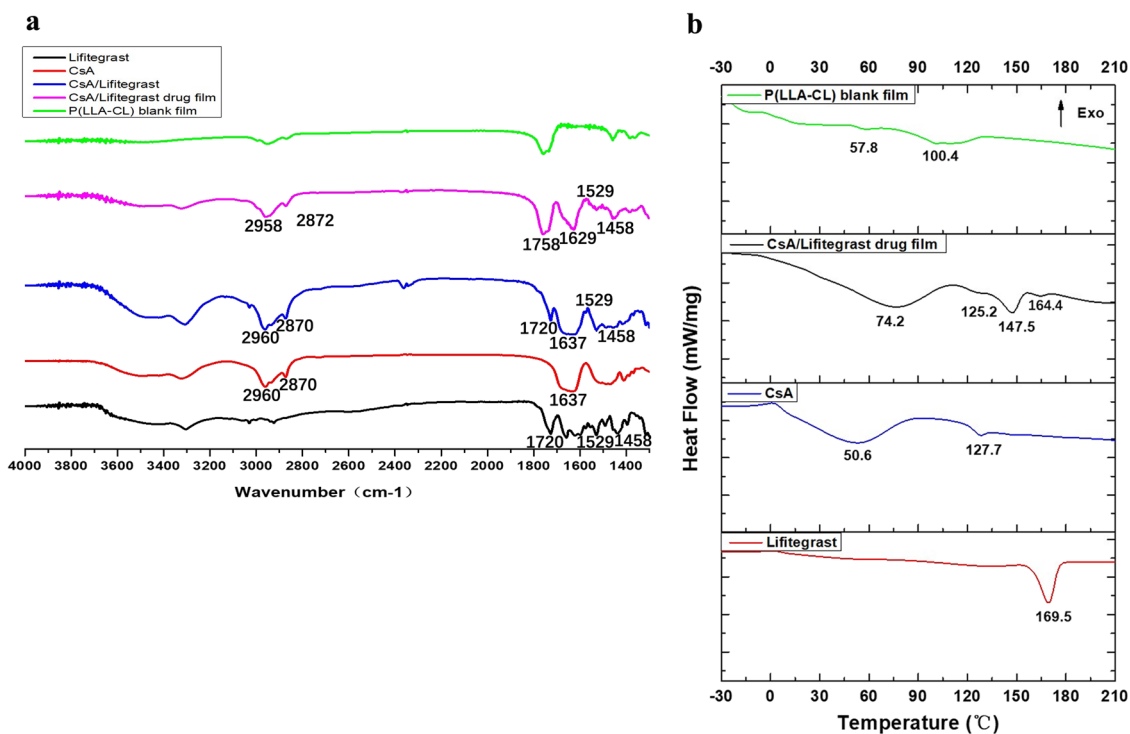 a
Lifitegrast
CsA
CsA/Lifitegrast
CsA/Lifitegrast drug film
P(LLA-CL) blank film
1529
2958 2872
1758 1629 1458
1529
2960 2870
1720 1637 1458
2960 2870
1637
1720 1529 1458
4000 3800 3600 3400 3200 3000 2800 2600 2400 2200 2000 1800 1600 1400
Wavenumber（cm-1）
b
-30 0 30 60 90 120 150 180 210
P(LLA-CL) blank film
Exo
57.8 100.4
CsA/Lifitegrast drug film
74.2 125.2 147.5 164.4
CsA
50.6 127.7
Lifitegrast
169.5
Heat Flow (mW/mg)
-30 0 30 60 90 120 150 180 210
Temperature (℃)